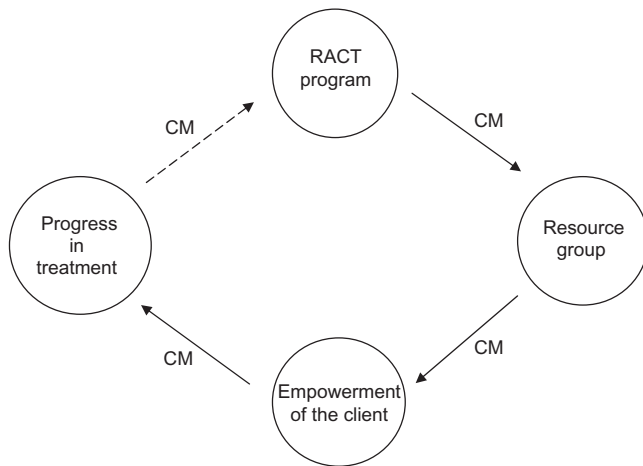 RACT
program
CM
CM
Progress
in
treatment
Resource
group
CM
CM
Empowerment
of the client